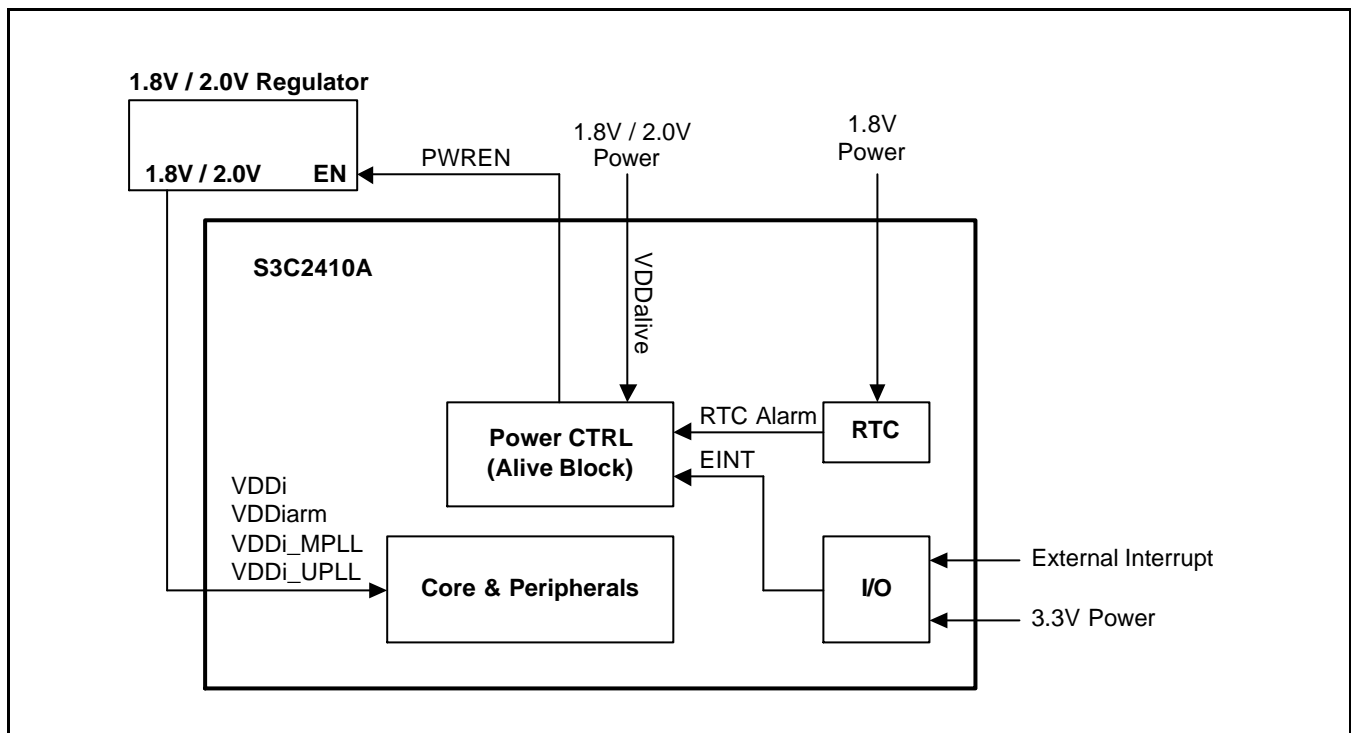 1.8V / 2.0V Regulator
1.8V / 2.0V
EN
PWREN
1.8V / 2.0V
Power
1.8V
Power
S3C2410A
VDDalive
Power CTRL
(Alive Block)
RTC Alarm
RTC
EINT
VDDi
VDDiarm
VDDi_MPLL
VDDi_UPLL
Core & Peripherals
I/O
External Interrupt
3.3V Power